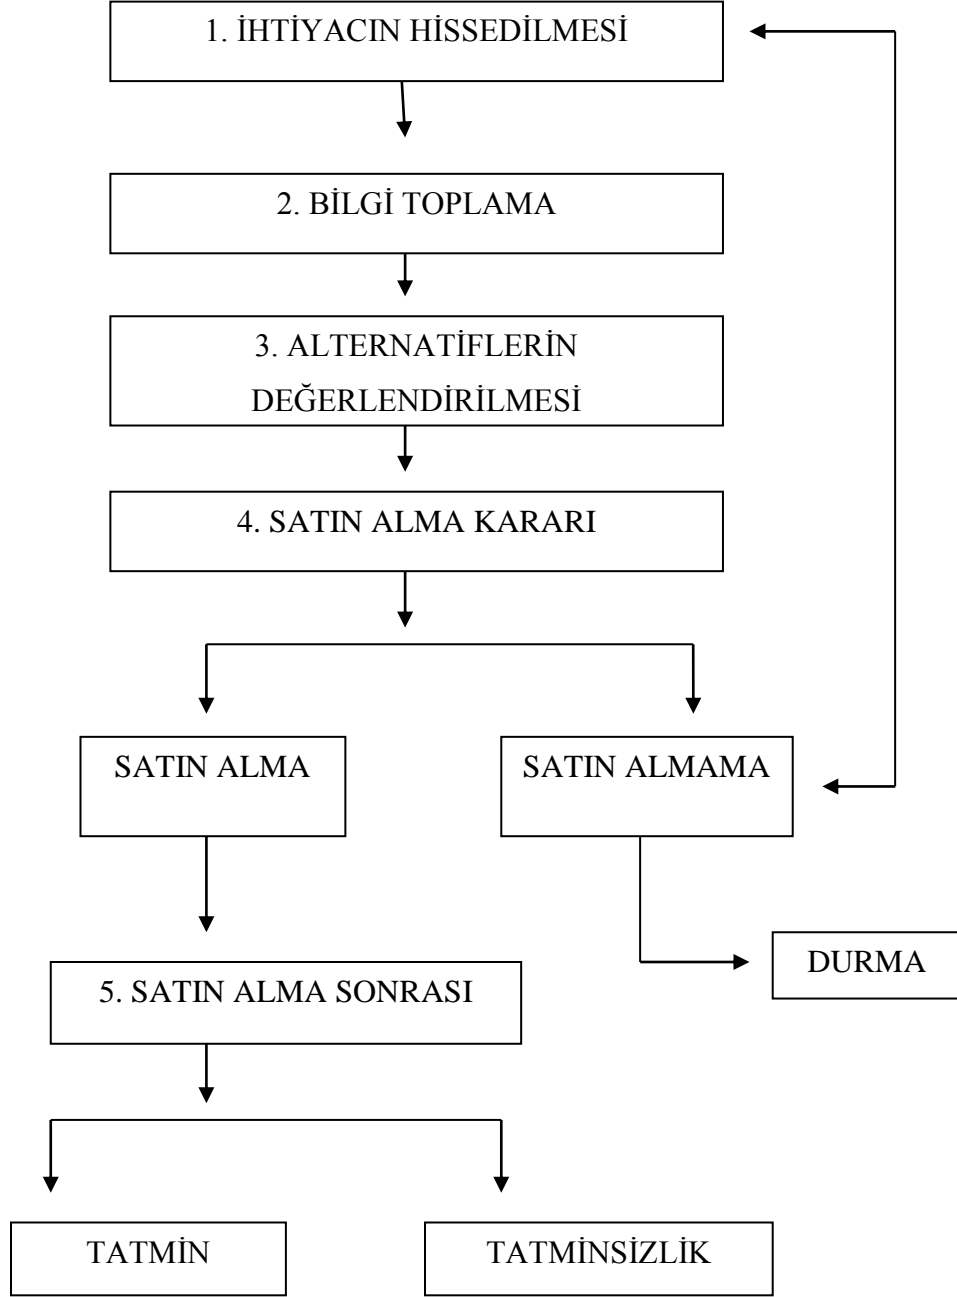 1. İHTİYACIN HİSSEDİLMESİ
2. BİLGİ TOPLAMA
3. ALTERNATİFLERİN
DEĞERLENDİRİLMESİ
4. SATIN ALMA KARARI
SATIN ALMA
SATIN ALMAMA
DURMA
5. SATIN ALMA SONRASI
TATMİN
TATMİNSİZLİK